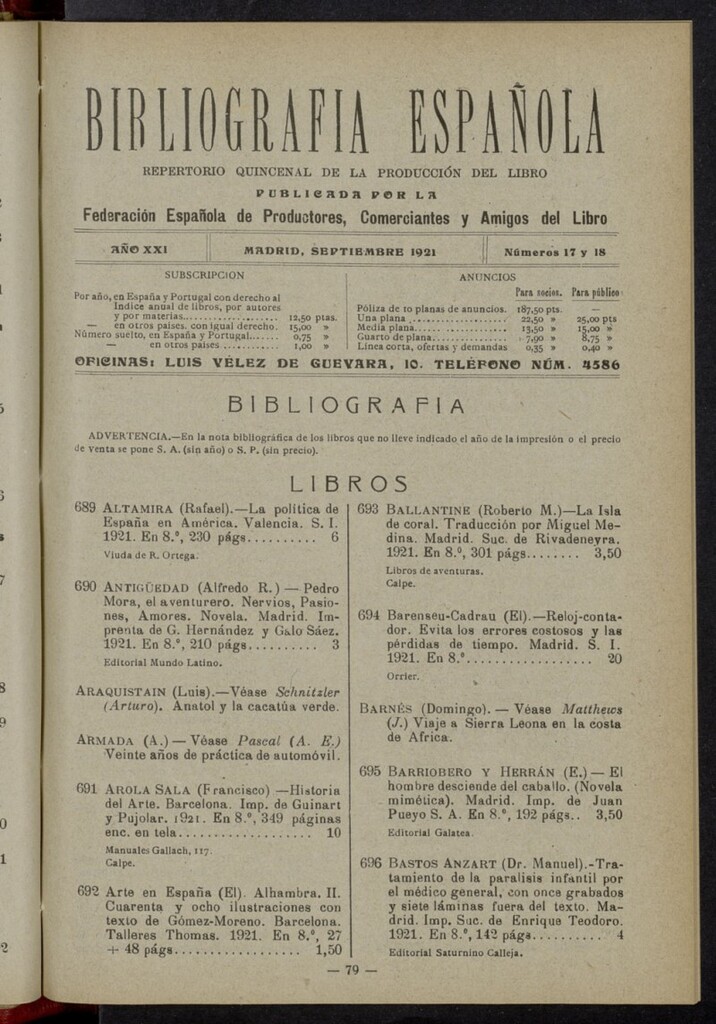 BIBLIOGRAFIA ESPAÑOLA
REPERTORIO QUINCENAL DE LA PRODUCCIÓN DEL LIBRO
PUBLICADA POR LA
Federación Española de Productores, Comerciantes y Amigos del Libro
AÑO XXI
MADRID, SEPTIEMBRE 1921
Números 17 y 18
SUBSCRIPCION
Por año, en España y Portugal con derecho al
Indice anual de libros, por autores
y por materias........................ 12,50 ptas.
— en otros países. con igual derecho. 15,00 »
Número suelto, en España y Portugal...... 0,75 »
— en otros países............ 1,00 »
ANUNCIOS
Para socios. Para público
Póliza de 10 planas de anuncios. 187,50 pts. —
Una plana ..................... 22,50 » 25,00 pts
Media plana.................... 13,50 » 15,00 »
Cuarto de plana................ 7,90 » 8,75 »
Línea corta, ofertas y demandas 0,35 » 0,40 »
OFICINAS: LUIS VÉLEZ DE GUEVARA, 10. TELÉFONO NÚM. 4586
BIBLIOGRAFIA
ADVERTENCIA.—En la nota bibliográfica de los libros que no lleve indicado el año de la impresión o el precio
de venta se pone S. A. (sin año) o S. P. (sin precio).
LIBROS
689 ALTAMIRA (Rafael).—La política de
España en América. Valencia. S. I.
1921. En 8.º, 230 págs.......... 6
Viuda de R. Ortega.
690 ANTIGÜEDAD (Alfredo R.) — Pedro
Mora, el aventurero. Nervios, Pasio-
nes, Amores. Novela. Madrid. Im-
prenta de G. Hernández y Galo Sáez.
1921. En 8.º, 210 págs.......... 3
Editorial Mundo Latino.
ARAQUISTAIN (Luis).—Véase Schnitzler
(Arturo). Anatol y la cacatúa verde.
ARMADA (A.) — Véase Pascal (A. E.)
Veinte años de práctica de automóvil.
691 AROLA SALA (Francisco) —Historia
del Arte. Barcelona. Imp. de Guinart
y Pujolar. 1921. En 8.º, 349 páginas
enc. en tela................... 10
Manuales Gallach, 117.
Calpe.
692 Arte en España (El). Alhambra. II.
Cuarenta y ocho ilustraciones con
texto de Gómez-Moreno. Barcelona.
Talleres Thomas. 1921. En 8.º, 27
+ 48 págs.................. 1,50
693 BALLANTINE (Roberto M.)—La Isla
de coral. Traducción por Miguel Me-
dina. Madrid. Suc. de Rivadeneyra.
1921. En 8.º, 301 págs........ 3,50
Libros de aventuras.
Calpe.
694 Barenseu-Cadrau (El).—Reloj-conta-
dor. Evita los errores costosos y las
pérdidas de tiempo. Madrid. S. I.
1921. En 8.º.................. 20
Orrier.
BARNÉS (Domingo). — Véase Matthews
(J.) Viaje a Sierra Leona en la costa
de Africa.
695 BARRIOBERO Y HERRÁN (E.) — El
hombre desciende del caballo. (Novela
mimética). Madrid. Imp. de Juan
Pueyo S. A. En 8.º, 192 págs.. 3,50
Editorial Galatea.
696 BASTOS ANZART (Dr. Manuel).-Tra-
tamiento de la paralisis infantil por
el médico general, con once grabados
y siete láminas fuera del texto. Ma-
drid. Imp. Suc. de Enrique Teodoro.
1921. En 8.º, 142 págs.......... 4
Editorial Saturnino Calleja.
— 79 —